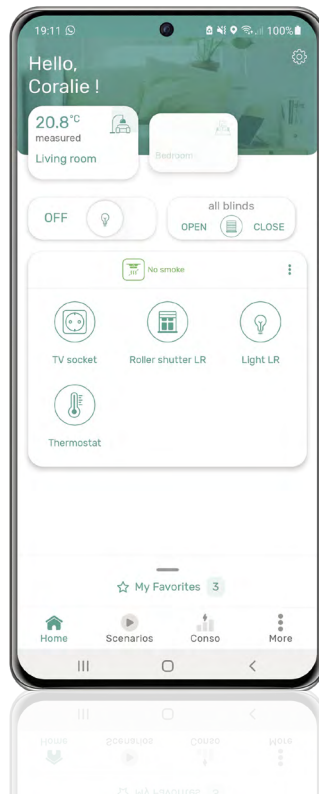 19:11 100%
Hello,
Coralie !
20.8°C
measured
Living room
Bedroom
OFF
all blinds
OPEN CLOSE
No smoke
TV socket Roller shutter LR Light LR
Thermostat
My Favorites 3
Home Scenarios Conso More